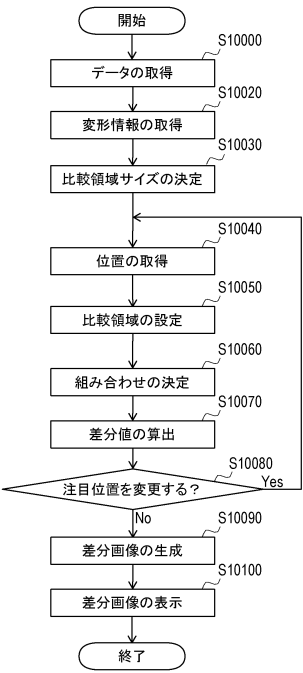 開始
S10000
データの取得
S10020
変形情報の取得
S10030
比較領域サイズの決定
S10040
位置の取得
S10050
比較領域の設定
S10060
組み合わせの決定
S10070
差分値の算出
S10080
注目位置を変更する?
Yes
No
S10090
差分画像の生成
S10100
差分画像の表示
終了